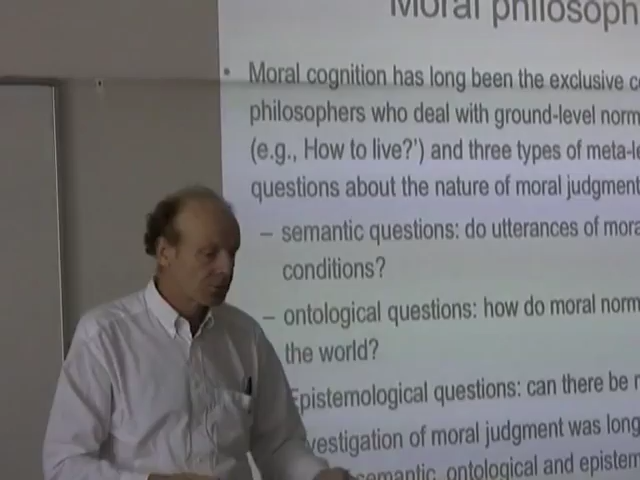 Moral philosoph
• Moral cognition has long been the exclusive c
philosophers who deal with ground-level norm
(e.g., How to live?') and three types of meta-le
questions about the nature of moral judgment
– semantic questions: do utterances of mora
conditions?
– ontological questions: how do moral norm
the world?
Epistemological questions: can there be
vestigation of moral judgment was long
semantic, ontological and epistem